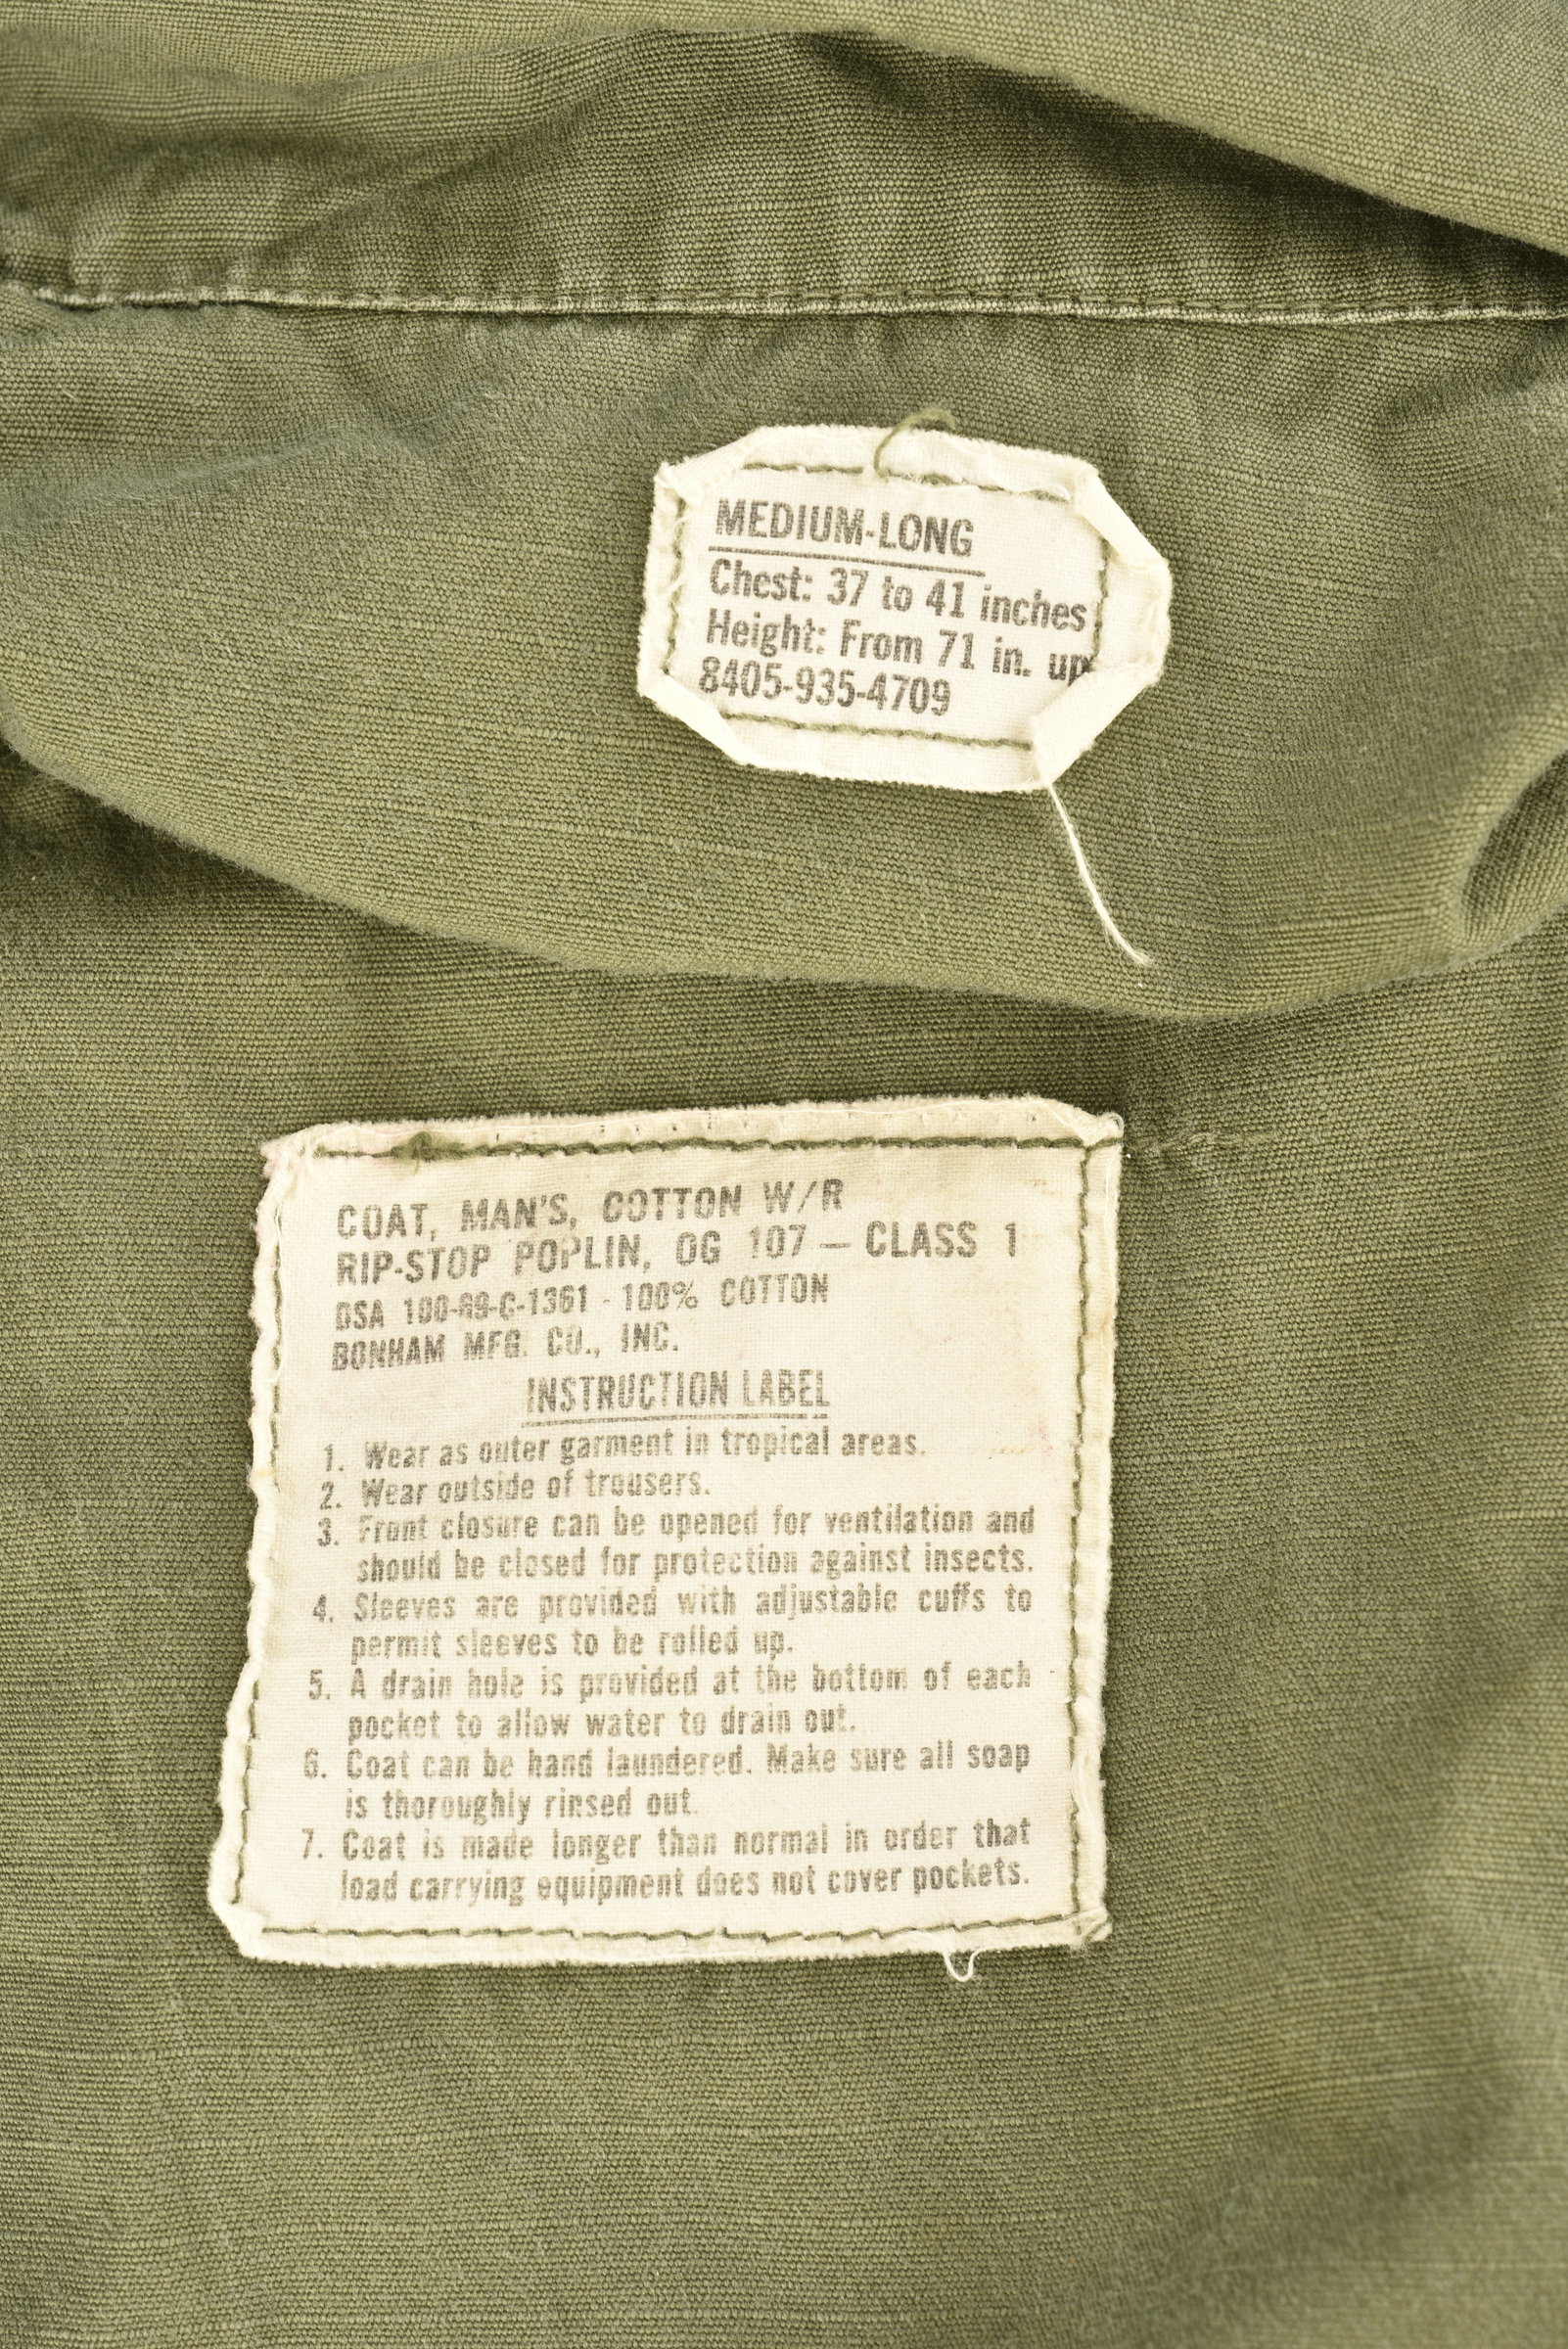 MEDIUM-LONG
Chest: 37 to 41 inches
Height: From 71 in. up
8405-935-4709
COAT, MAN'S, COTTON W/R
RIP-STOP POPLIN, OG 107 — CLASS 1
DSA 100-69-C-1361 - 100% COTTON
BONHAM MFG. CO., INC.
INSTRUCTION LABEL
1. Wear as outer garment in tropical areas.
2. Wear outside of trousers.
3. Front closure can be opened for ventilation and
should be closed for protection against insects.
4. Sleeves are provided with adjustable cuffs to
permit sleeves to be rolled up.
5. A drain hole is provided at the bottom of each
pocket to allow water to drain out.
6. Coat can be hand laundered. Make sure all soap
is thoroughly rinsed out.
7. Coat is made longer than normal in order that
load carrying equipment does not cover pockets.